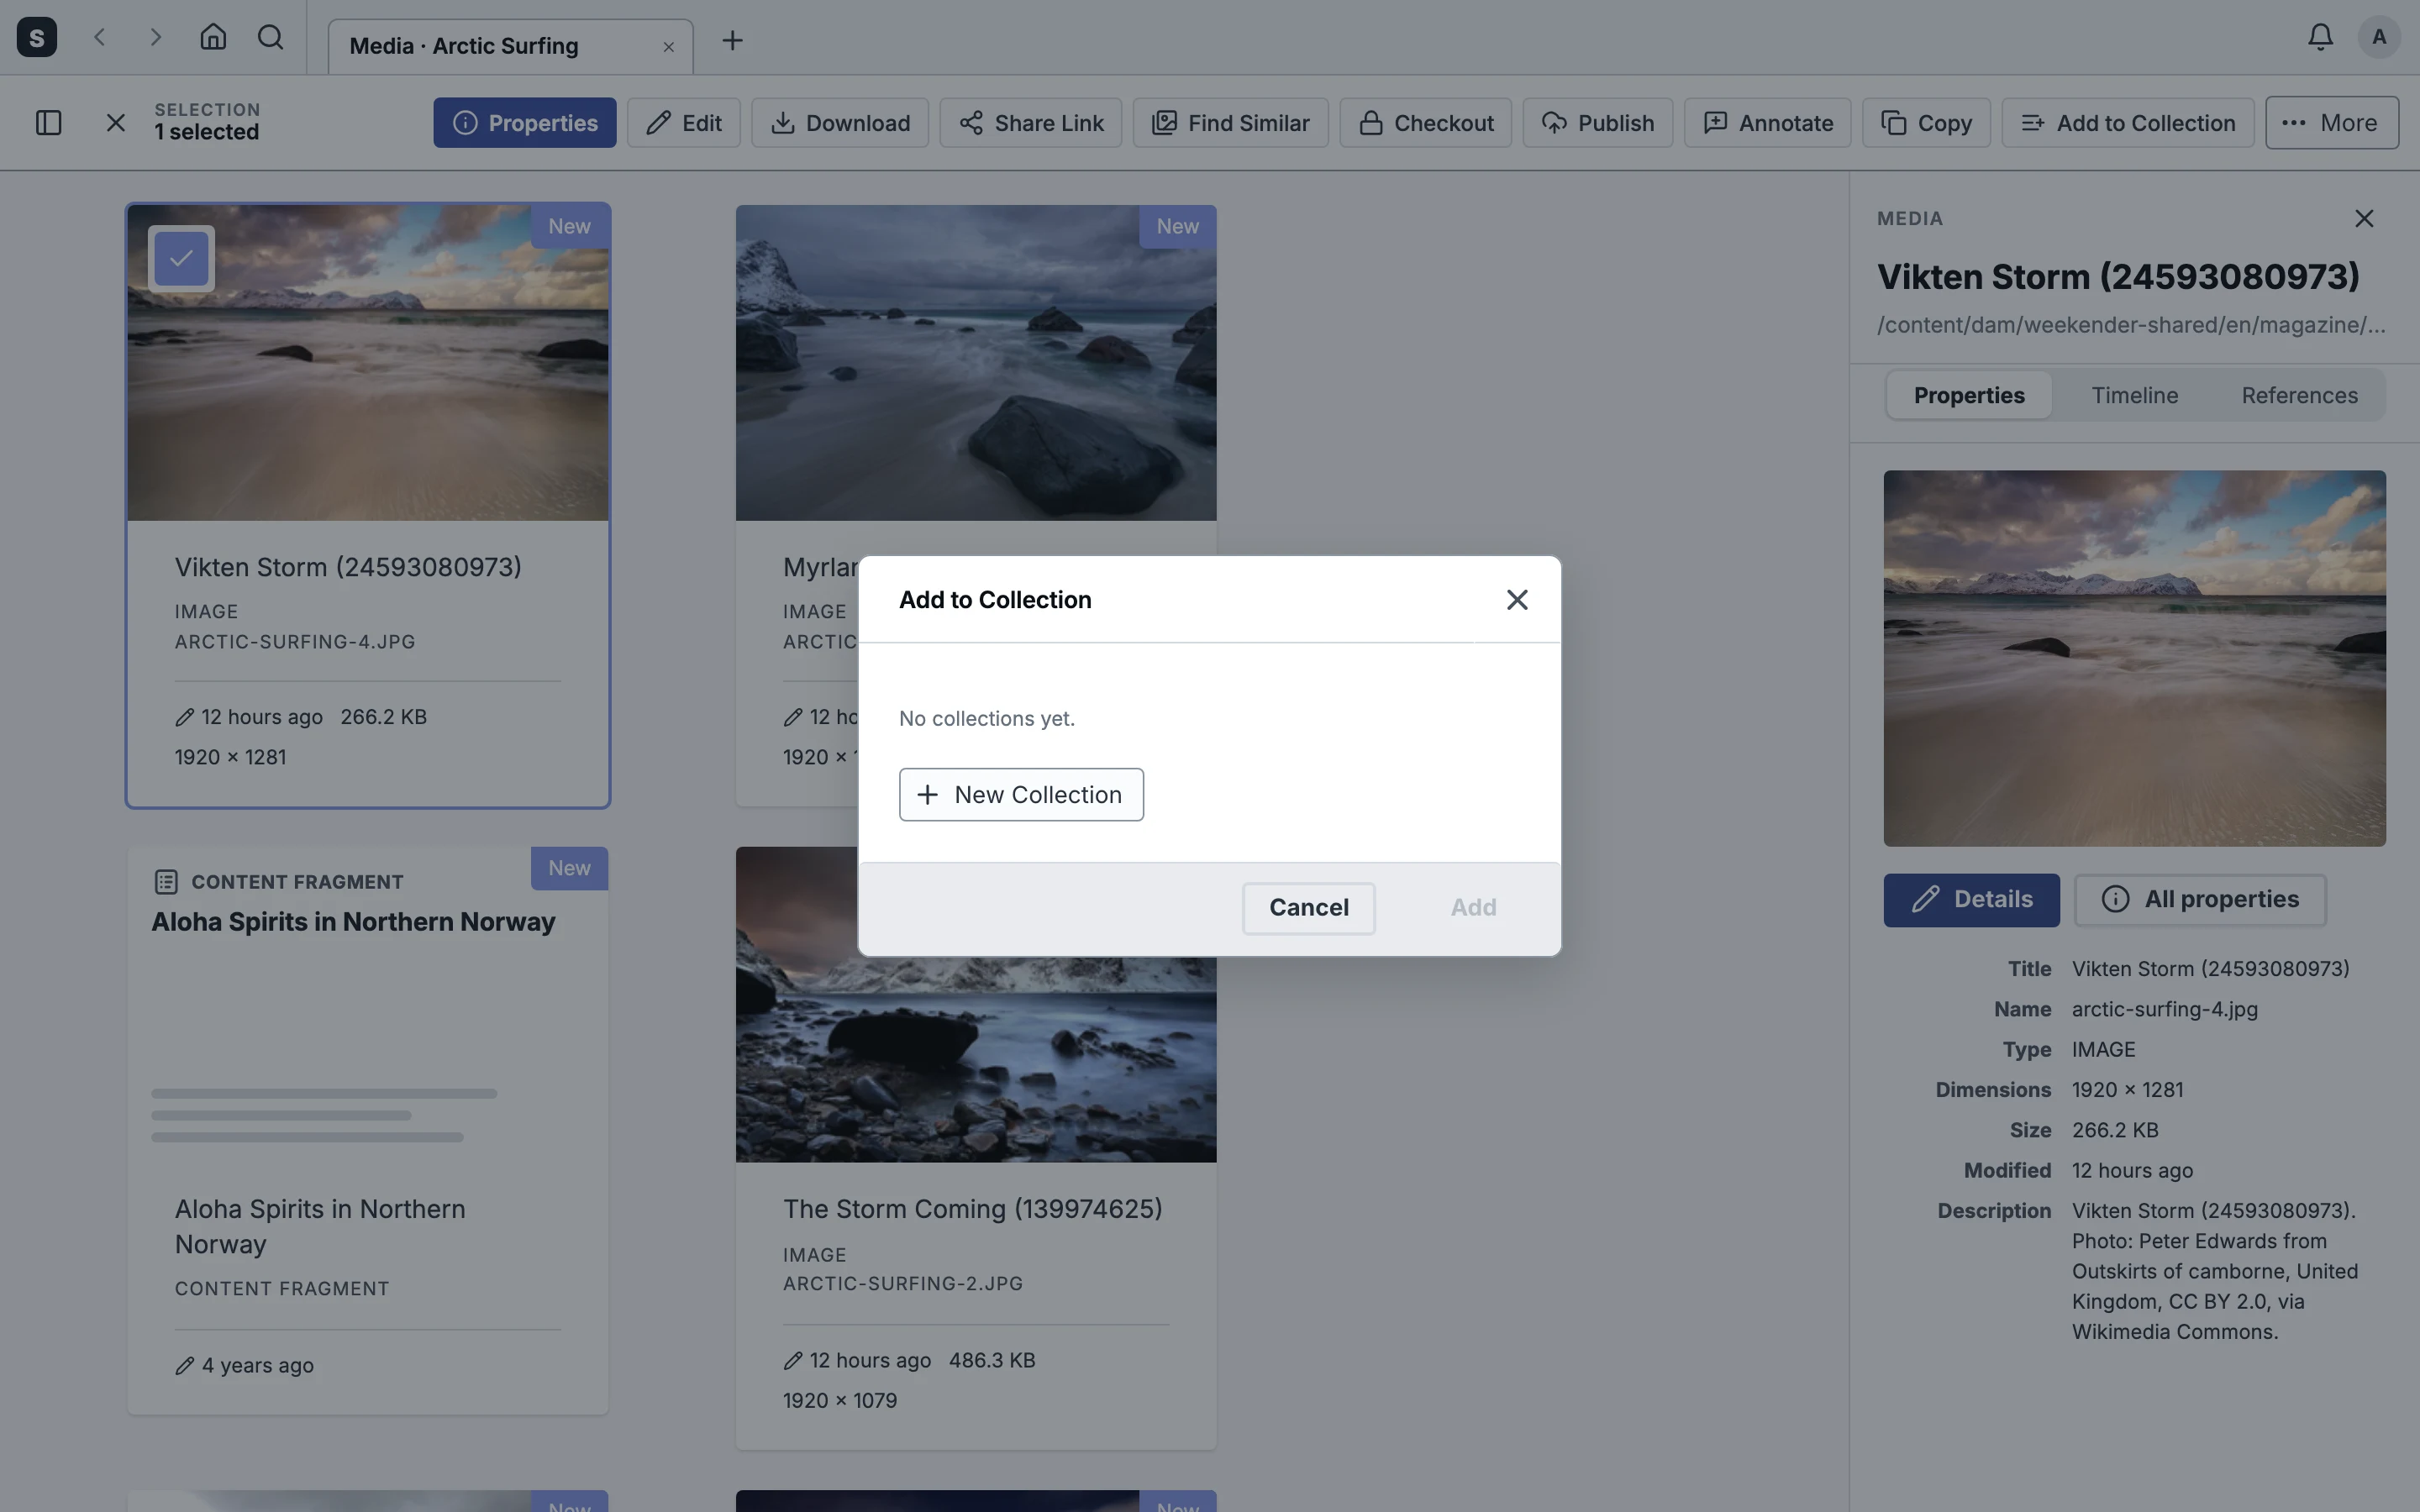 S
Media · Arctic Surfing
A
SELECTION
1 selected
Properties
Edit
Download
Share Link
Find Similar
Checkout
Publish
Annotate
Copy
Add to Collection
More
New
Vikten Storm (24593080973)
IMAGE
ARCTIC-SURFING-4.JPG
12 hours ago 266.2 KB
1920 × 1281
New
IMAGE
1920 ×
New
CONTENT FRAGMENT
Aloha Spirits in Northern Norway
Aloha Spirits in Northern
Norway
CONTENT FRAGMENT
4 years ago
The Storm Coming (139974625)
IMAGE
ARCTIC-SURFING-2.JPG
12 hours ago 486.3 KB
1920 × 1079
New
New
Add to Collection
No collections yet.
New Collection
Cancel
Add
MEDIA
Vikten Storm (24593080973)
/content/dam/weekender-shared/en/magazine/...
Properties
Timeline
References
Details
All properties
Title Vikten Storm (24593080973)
Name arctic-surfing-4.jpg
Type IMAGE
Dimensions 1920 × 1281
Size 266.2 KB
Modified 12 hours ago
Description Vikten Storm (24593080973).
Photo: Peter Edwards from
Outskirts of camborne, United
Kingdom, CC BY 2.0, via
Wikimedia Commons.